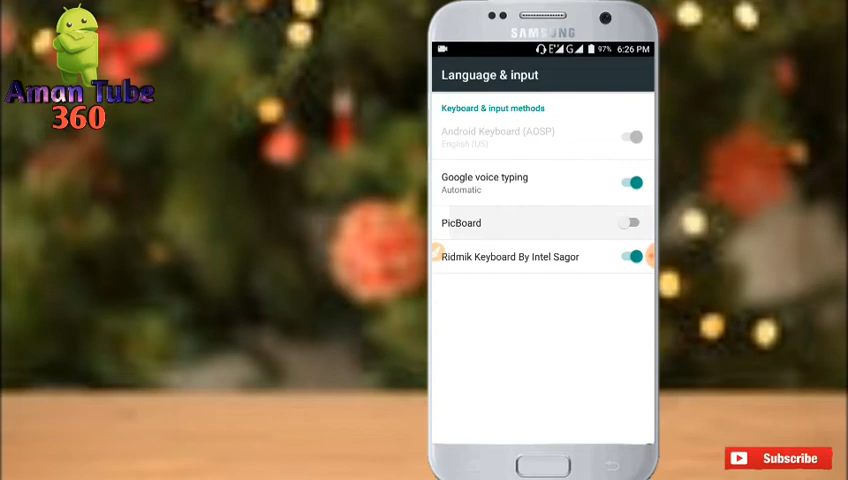 Aman Tube
360
SAMSUNG
97% 6:26 PM
Language & input
Keyboard & input methods
Android Keyboard (AOSP)
English (US)
Google voice typing
Automatic
PicBoard
Ridmik Keyboard By Intel Sagor
Subscribe